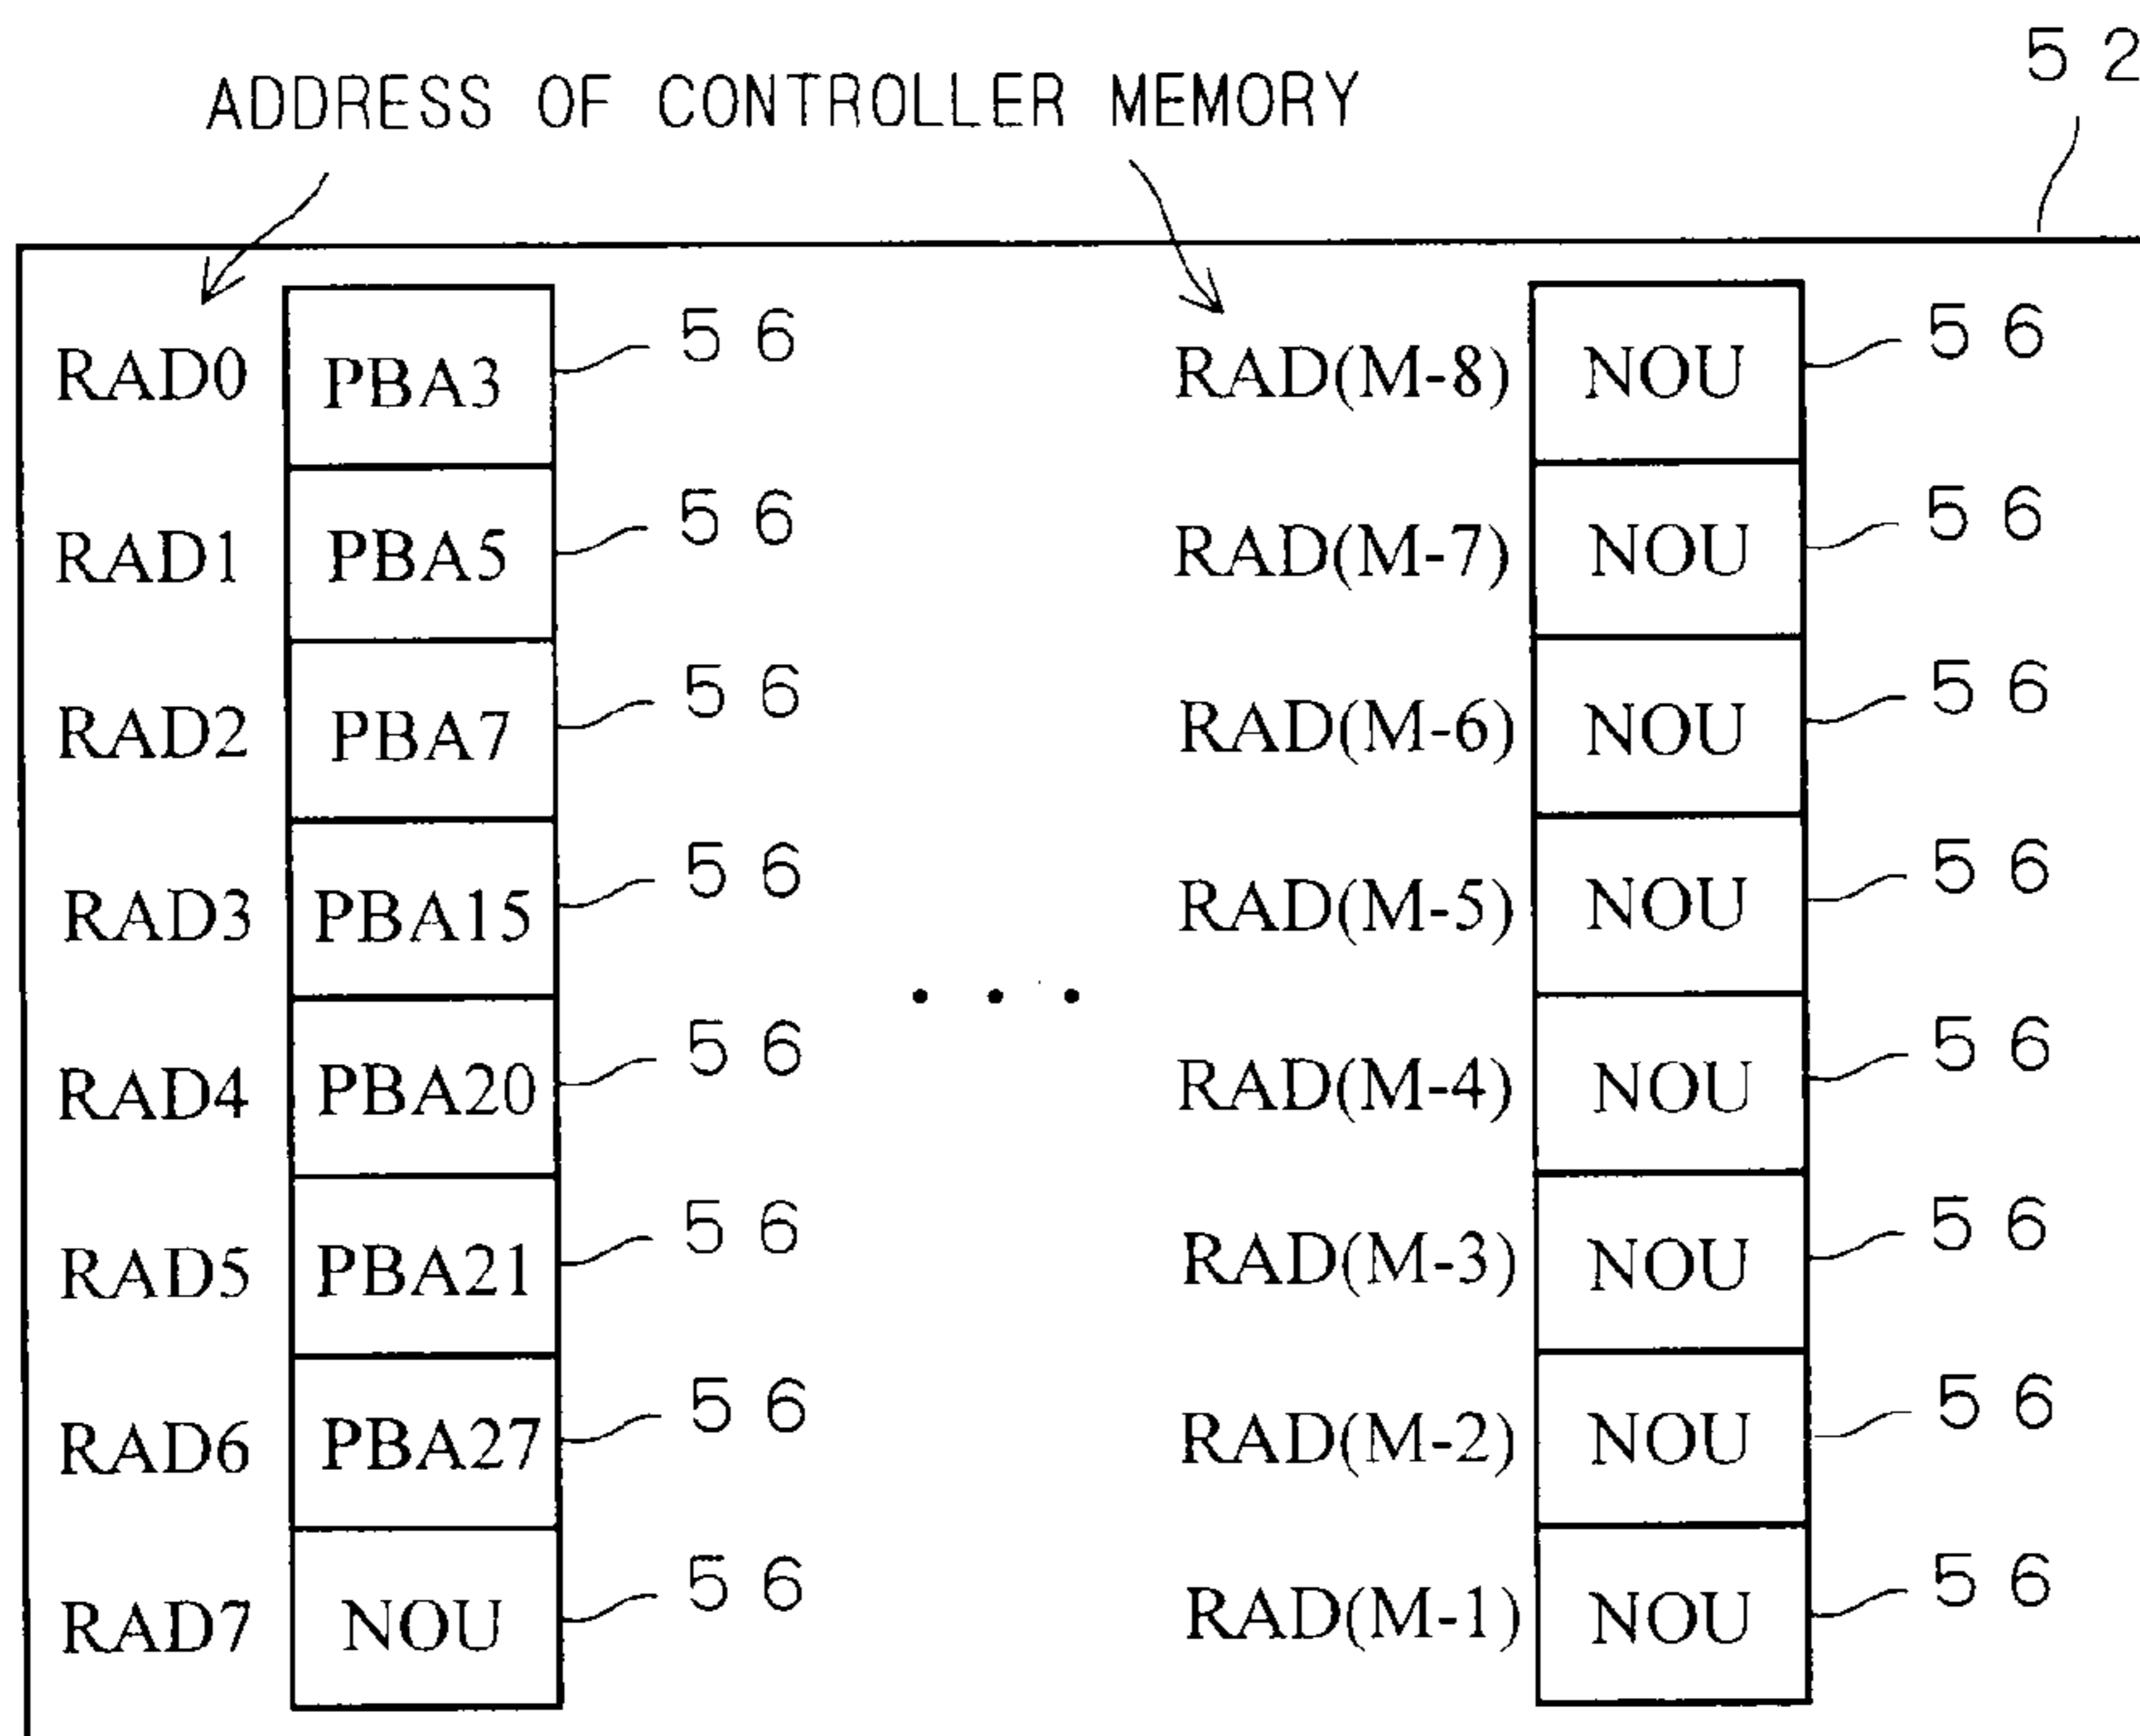 52
ADDRESS OF CONTROLLER MEMORY
RAD0 PBA3 56 RAD(M-8) NOU 56
RAD1 PBA5 56 RAD(M-7) NOU 56
RAD2 PBA7 56 RAD(M-6) NOU 56
RAD3 PBA15 56 RAD(M-5) NOU 56
. . .
RAD4 PBA20 56 RAD(M-4) NOU 56
RAD5 PBA21 56 RAD(M-3) NOU 56
RAD6 PBA27 56 RAD(M-2) NOU 56
RAD7 NOU 56 RAD(M-1) NOU 56